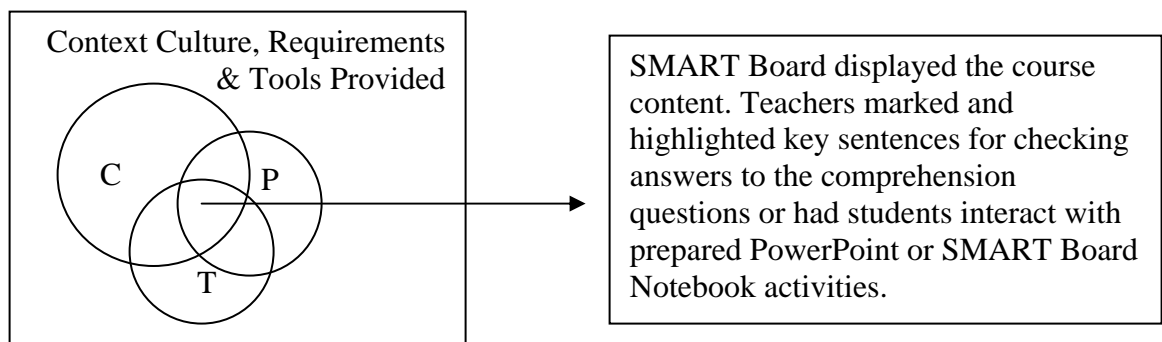 Context Culture, Requirements
& Tools Provided
C
P
T
SMART Board displayed the course
content. Teachers marked and
highlighted key sentences for checking
answers to the comprehension
questions or had students interact with
prepared PowerPoint or SMART Board
Notebook activities.